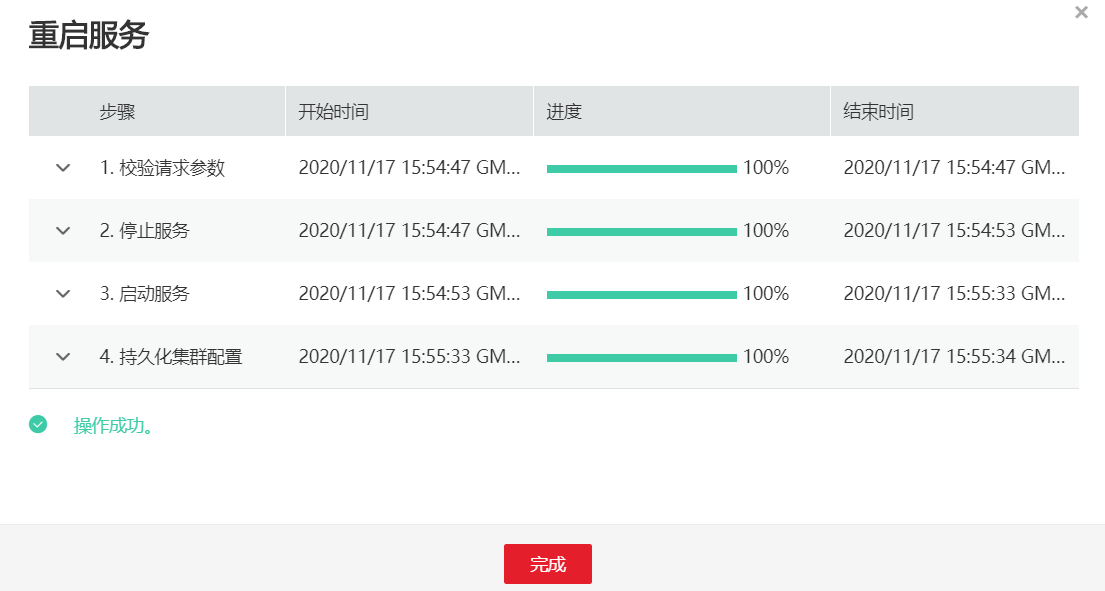 重启服务
步骤 开始时间 进度 结束时间
1. 校验请求参数 2020/11/17 15:54:47 GM... 100% 2020/11/17 15:54:47 GM...
2. 停止服务 2020/11/17 15:54:47 GM... 100% 2020/11/17 15:54:53 GM...
3. 启动服务 2020/11/17 15:54:53 GM... 100% 2020/11/17 15:55:33 GM...
4. 持久化集群配置 2020/11/17 15:55:33 GM... 100% 2020/11/17 15:55:34 GM...
操作成功。
完成